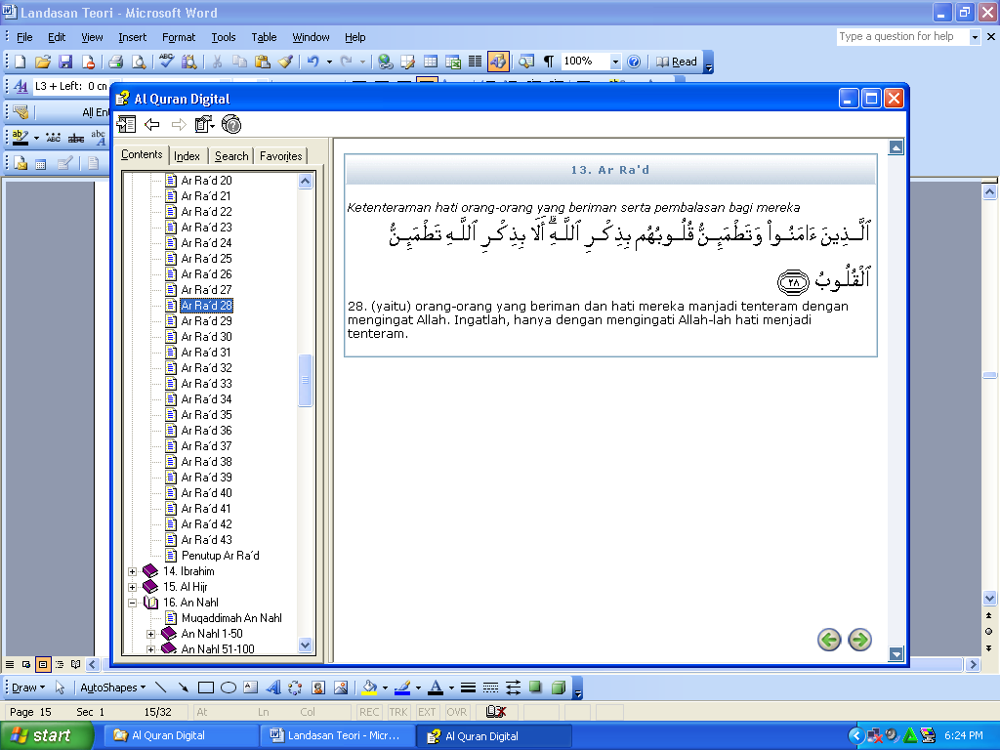 Landasan Teori - Microsoft Word
File Edit View Insert Format Tools Table Window Help
Type a question for help
100%
Read
L3 + Left: 0 cn
All En
Al Quran Digital
Contents Index Search Favorites
Ar Ra´d 20
Ar Ra´d 21
Ar Ra´d 22
Ar Ra´d 23
Ar Ra´d 24
Ar Ra´d 25
Ar Ra´d 26
Ar Ra´d 27
Ar Ra´d 28
Ar Ra´d 29
Ar Ra´d 30
Ar Ra´d 31
Ar Ra´d 32
Ar Ra´d 33
Ar Ra´d 34
Ar Ra´d 35
Ar Ra´d 36
Ar Ra´d 37
Ar Ra´d 38
Ar Ra´d 39
Ar Ra´d 40
Ar Ra´d 41
Ar Ra´d 42
Ar Ra´d 43
Penutup Ar Ra´d
14. Ibrahim
15. Al Hijr
16. An Nahl
Muqaddimah An Nahl
An Nahl 1-50
An Nahl 51-100
13. Ar Ra'd
Ketenteraman hati orang-orang yang beriman serta pembalasan bagi mereka
ٱلَّذِينَ ءَامَنُوا۟ وَتَطْمَئِنُّ قُلُوبُهُم بِذِكْرِ ٱللَّهِ ۗ أَلَا بِذِكْرِ ٱللَّهِ تَطْمَئِنُّ
ٱلْقُلُوبُ ٢٨
28. (yaitu) orang-orang yang beriman dan hati mereka manjadi tenteram dengan
mengingat Allah. Ingatlah, hanya dengan mengingati Allah-lah hati menjadi
tenteram.
Draw AutoShapes
Page 15 Sec 1 15/32 At Ln Col REC TRK EXT OVR
start Al Quran Digital Landasan Teori - Micr... Al Quran Digital 6:24 PM